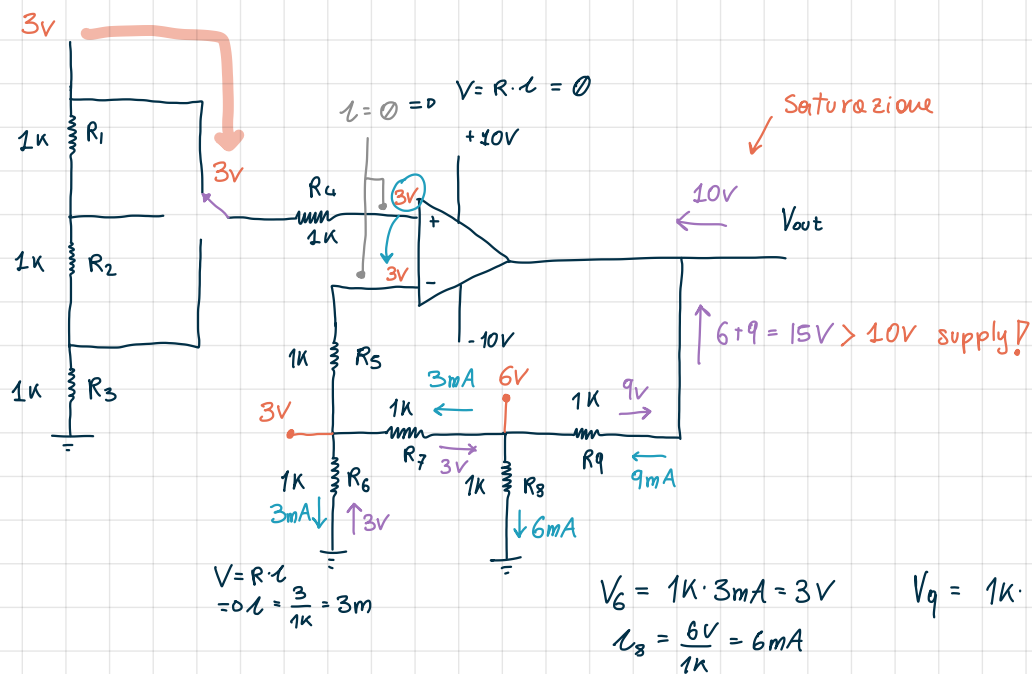 3V
1K
R1
3V
1K
R2
1K
R3
R4
1K
i = 0 => V = R · i = 0
+10V
3V
+
3V
-
-10V
Saturazione
10V
Vout
6+9 = 15V > 10V supply!
1K
R5
3V
3mA
6V
9V
1K
R7
3V
1K
R9
9mA
1K
R6
3mA
3V
1K
R8
6mA
V = R · i
=> i = 3/1K = 3m
V6 = 1K · 3mA = 3V
i8 = 6V/1K = 6mA
V9 = 1K ·